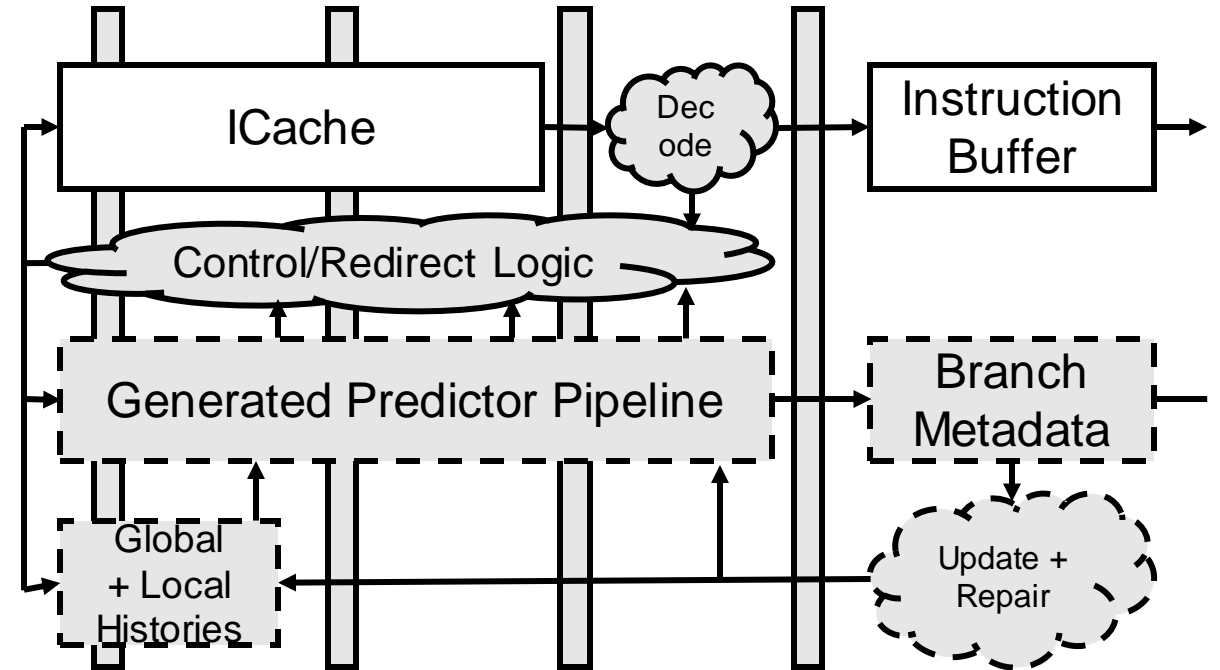 ICache
Dec
ode
Instruction
Buffer
Control/Redirect Logic
Generated Predictor Pipeline
Branch
Metadata
Global
+ Local
Histories
Update +
Repair